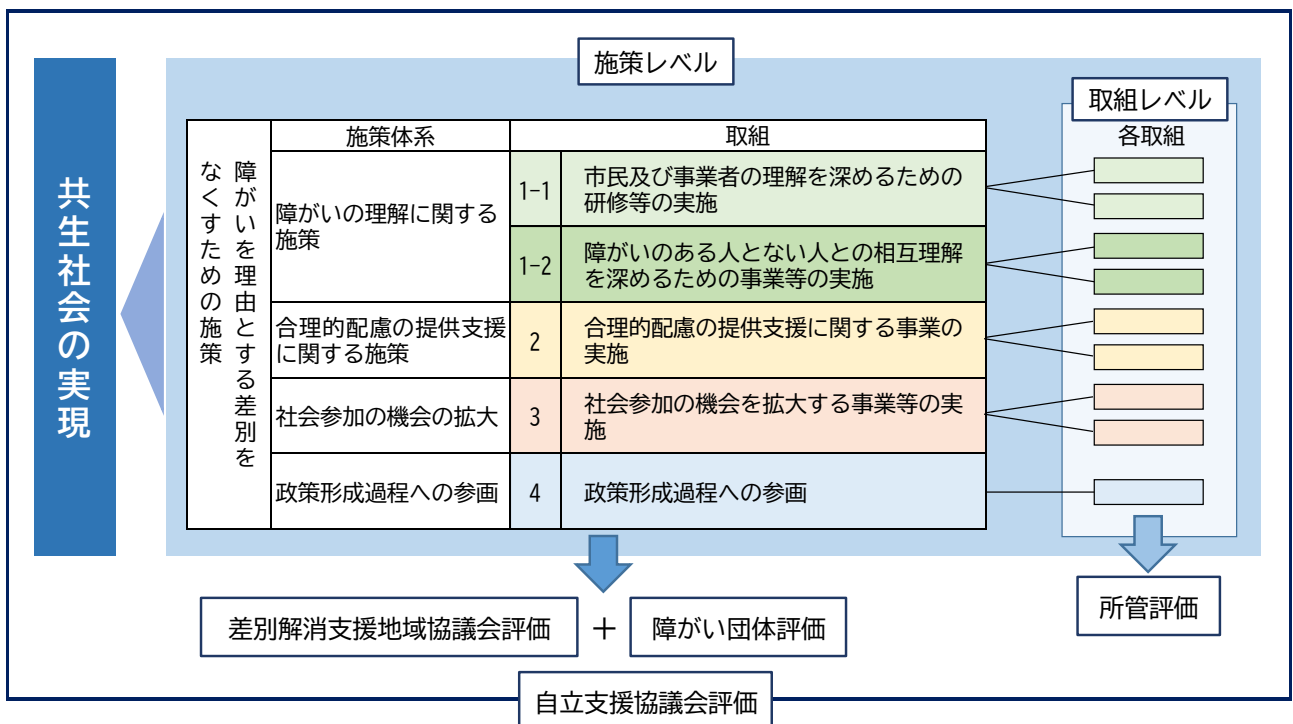 施策レベル
取組レベル
各取組
共生社会の実現
障がいを理由とする差別を
なくすための施策
施策体系
取組
障がいの理解に関する
施策
1-1
市民及び事業者の理解を深めるための
研修等の実施
1-2
障がいのある人とない人との相互理解
を深めるための事業等の実施
合理的配慮の提供支援
に関する施策
2
合理的配慮の提供支援に関する事業の
実施
社会参加の機会の拡大
3
社会参加の機会を拡大する事業等の実
施
政策形成過程への参画
4
政策形成過程への参画
差別解消支援地域協議会評価
＋
障がい団体評価
所管評価
自立支援協議会評価